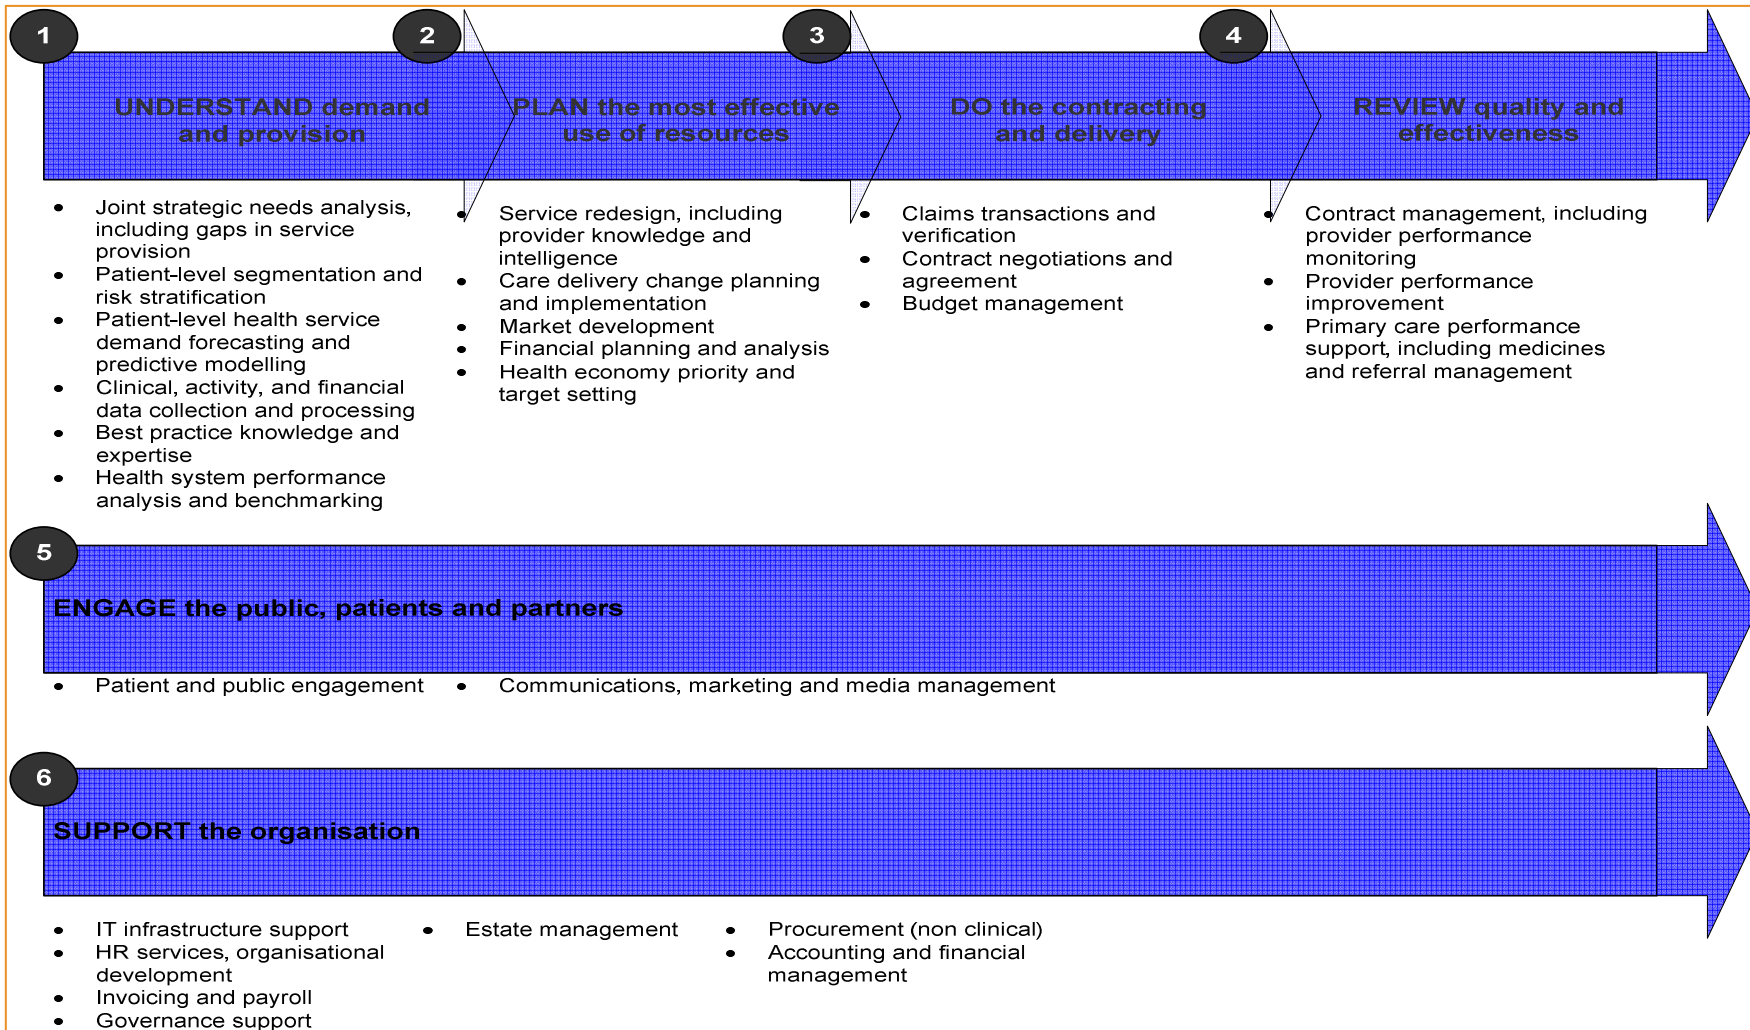 1
2
3
4
UNDERSTAND demand
and provision
PLAN the most effective
use of resources
DO the contracting
and delivery
REVIEW quality and
effectiveness
• Joint strategic needs analysis,
including gaps in service
provision
• Patient-level segmentation and
risk stratification
• Patient-level health service
demand forecasting and
predictive modelling
• Clinical, activity, and financial
data collection and processing
• Best practice knowledge and
expertise
• Health system performance
analysis and benchmarking
• Service redesign, including
provider knowledge and
intelligence
• Care delivery change planning
and implementation
• Market development
• Financial planning and analysis
• Health economy priority and
target setting
• Claims transactions and
verification
• Contract negotiations and
agreement
• Budget management
• Contract management, including
provider performance
monitoring
• Provider performance
improvement
• Primary care performance
support, including medicines
and referral management
5
ENGAGE the public, patients and partners
• Patient and public engagement
• Communications, marketing and media management
6
SUPPORT the organisation
• IT infrastructure support
• HR services, organisational
development
• Invoicing and payroll
• Governance support
• Estate management
• Procurement (non clinical)
• Accounting and financial
management